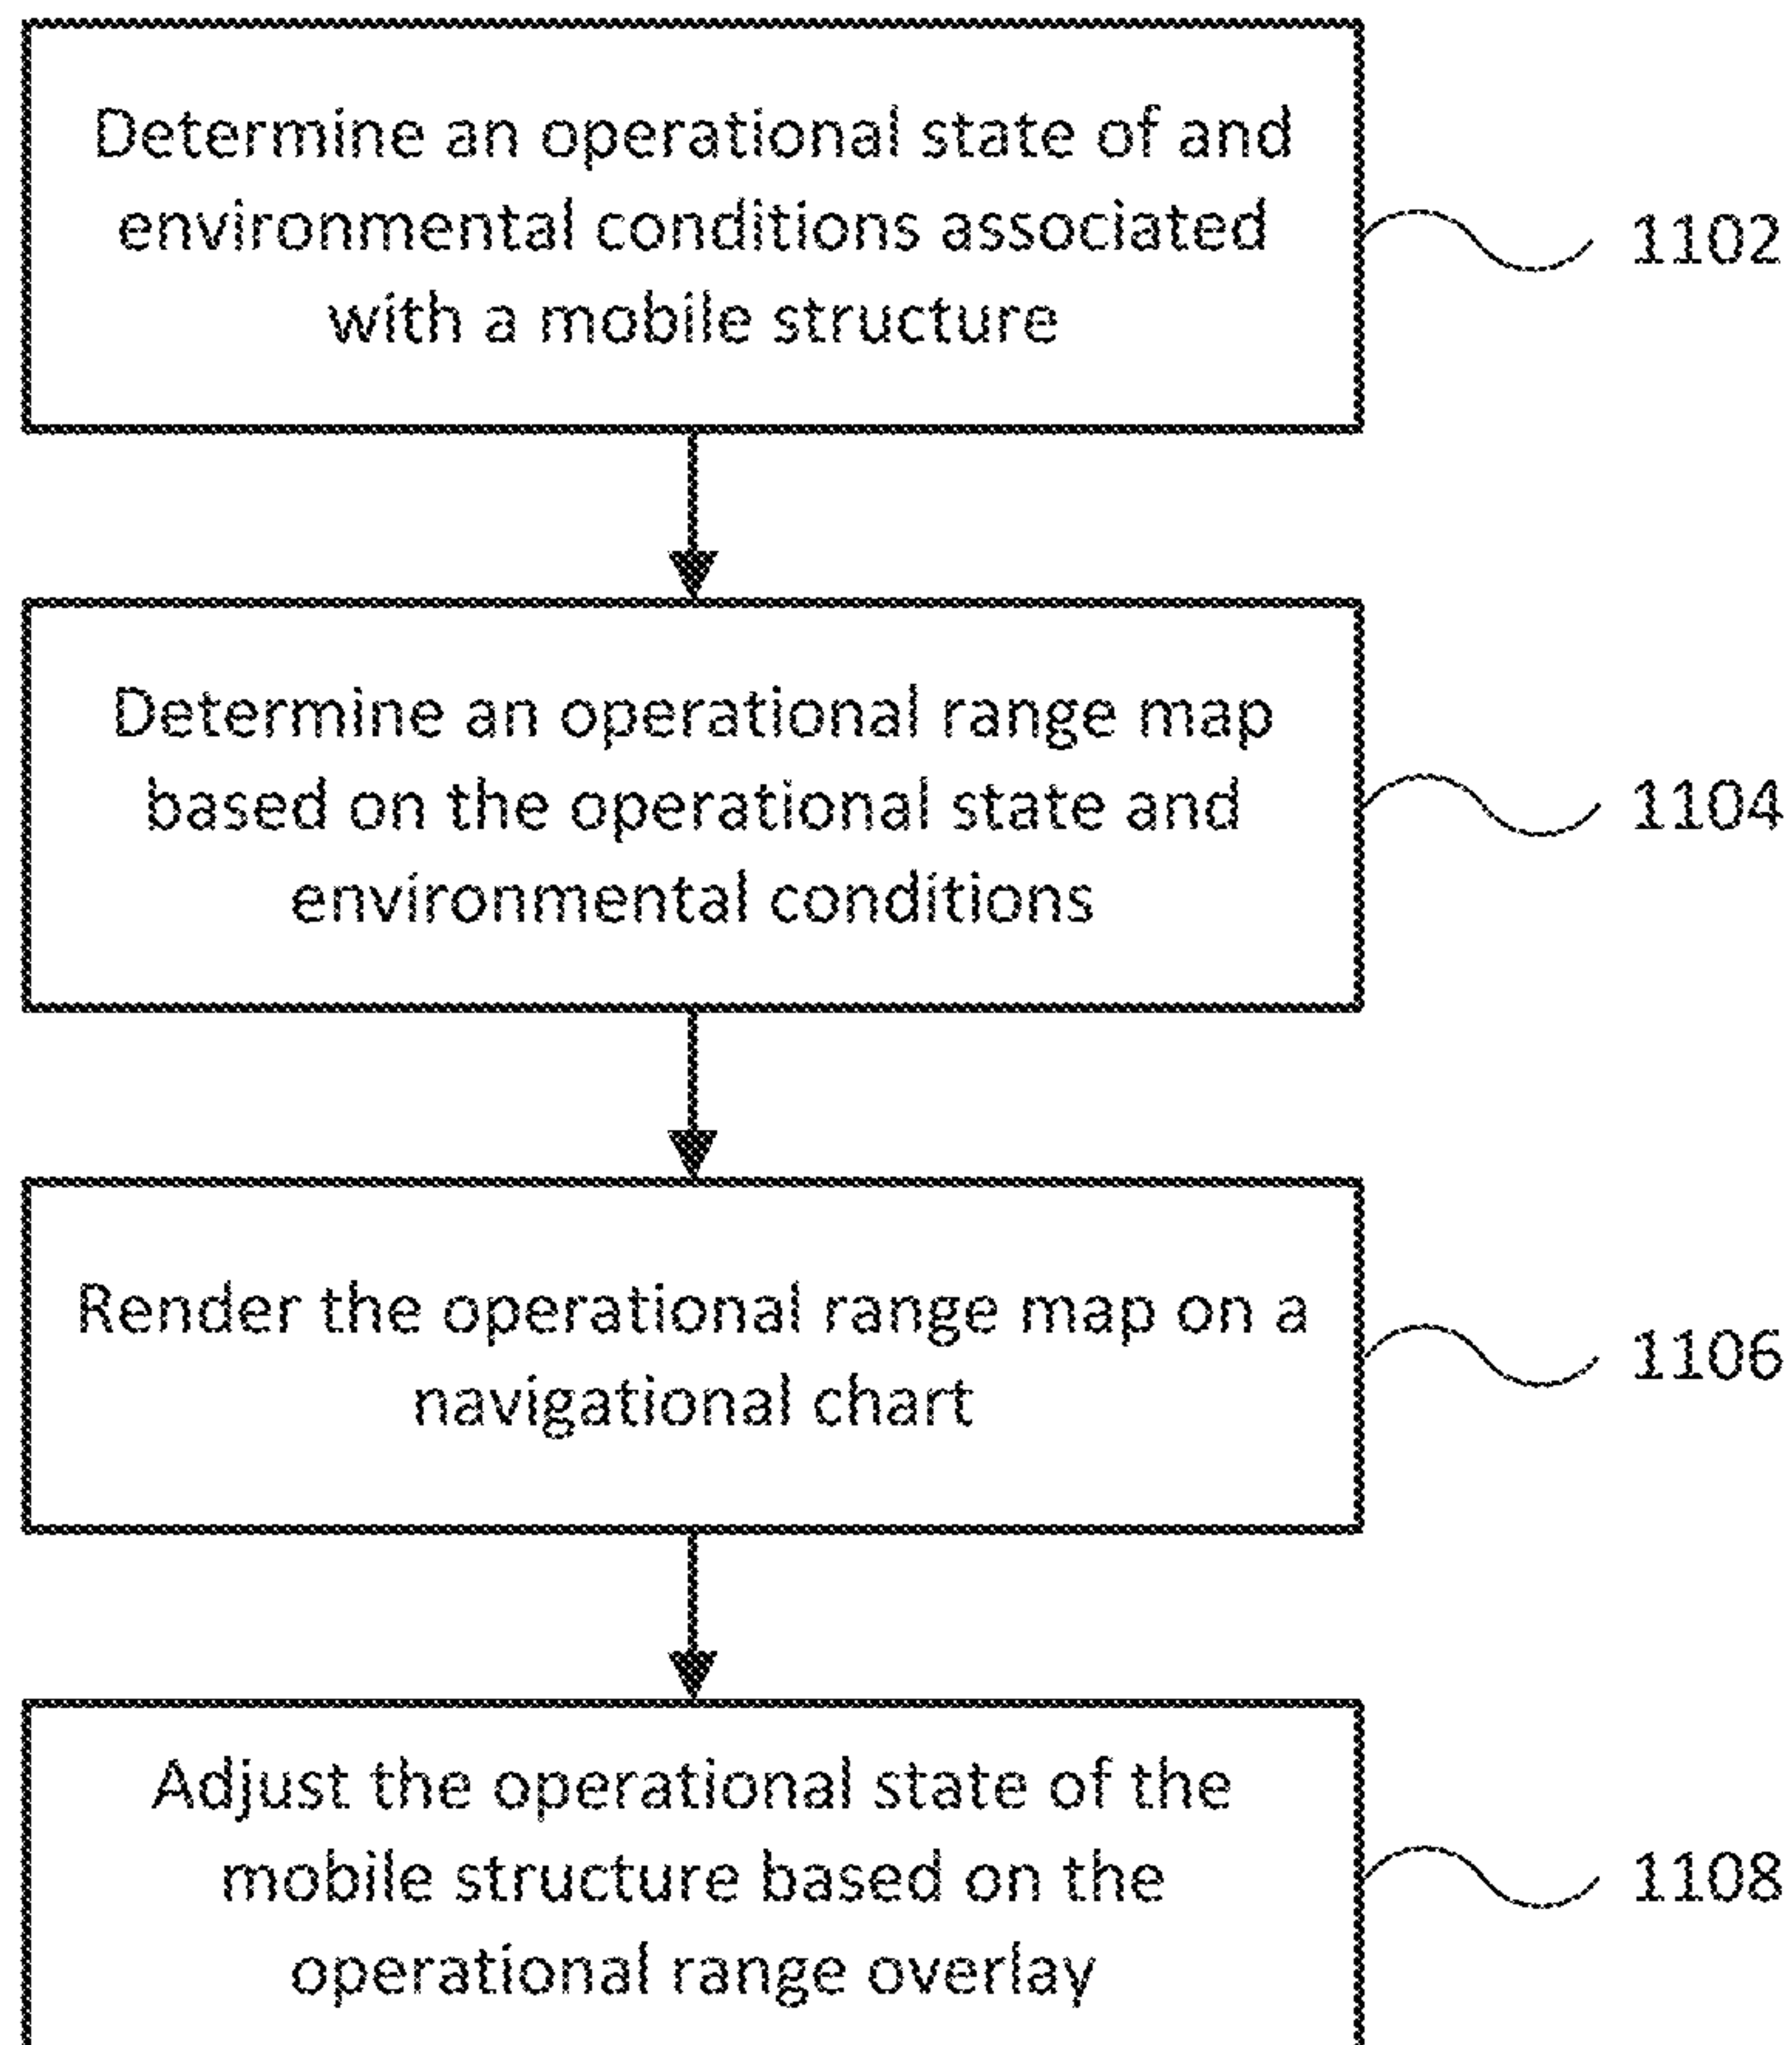 Determine an operational state of and
environmental conditions associated
with a mobile structure
1102
Determine an operational range map
based on the operational state and
environmental conditions
1104
Render the operational range map on a
navigational chart
1106
Adjust the operational state of the
mobile structure based on the
operational range overlay
1108